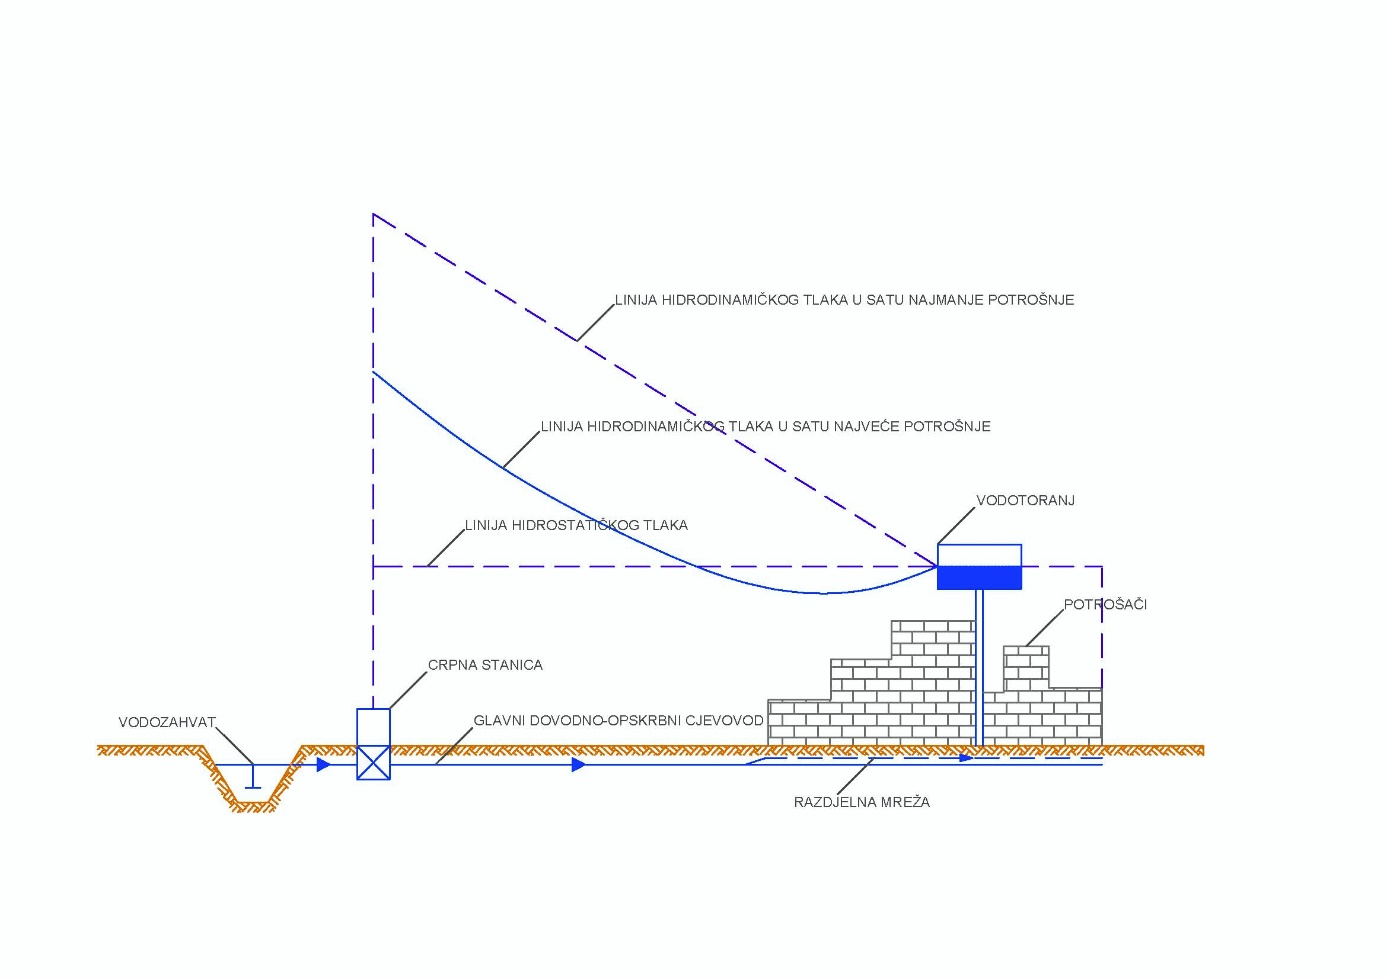 LINIJA HIDRODINAMIČKOG TLAKA U SATU NAJMANJE POTROŠNJE
LINIJA HIDRODINAMIČKOG TLAKA U SATU NAJVEĆE POTROŠNJE
VODOTORANJ
LINIJA HIDROSTATIČKOG TLAKA
POTROŠAČI
CRPNA STANICA
VODOZAHVAT
GLAVNI DOVODNO-OPSKRBNI CJEVOVOD
RAZDJELNA MREŽA